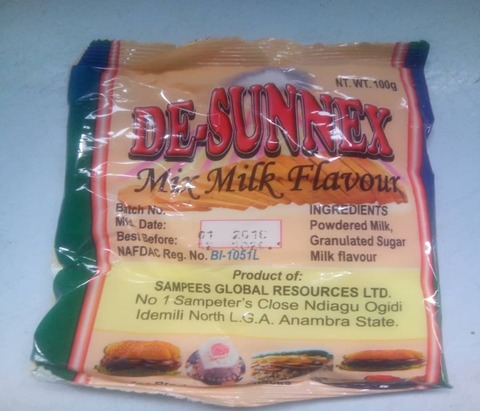 NT. WT. 100g
DE-SUNNEX
Mix Milk Flavour
Batch No.
Mfg. Date: 01 2018
Best Before:
NAFDAC Reg. No. BI-1051L
INGREDIENTS
Powdered Milk,
Granulated Sugar
Milk flavour
Product of:
SAMPEES GLOBAL RESOURCES LTD.
No 1 Sampeter's Close Ndiagu Ogidi
Idemili North L.G.A. Anambra State.